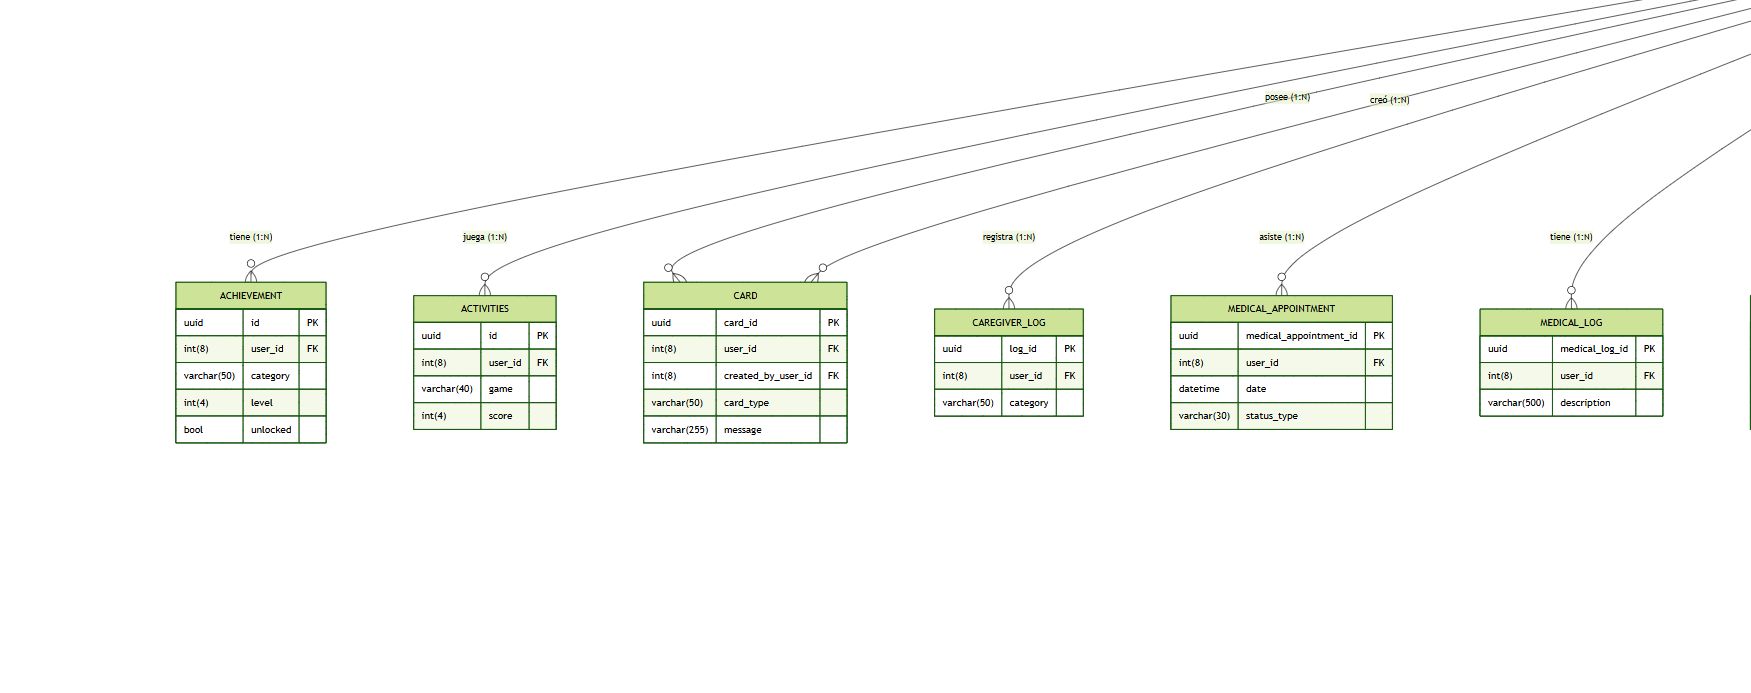 posee (1:N)
creó (1:N)
tiene (1:N)
juega (1:N)
registra (1:N)
asiste (1:N)
tiene (1:N)
ACHIEVEMENT
uuid id PK
int(8) user_id FK
varchar(50) category
int(4) level
bool unlocked
ACTIVITIES
uuid id PK
int(8) user_id FK
varchar(40) game
int(4) score
CARD
uuid card_id PK
int(8) user_id FK
int(8) created_by_user_id FK
varchar(50) card_type
varchar(255) message
CAREGIVER_LOG
uuid log_id PK
int(8) user_id FK
varchar(50) category
MEDICAL_APPOINTMENT
uuid medical_appointment_id PK
int(8) user_id FK
datetime date
varchar(30) status_type
MEDICAL_LOG
uuid medical_log_id PK
int(8) user_id FK
varchar(500) description